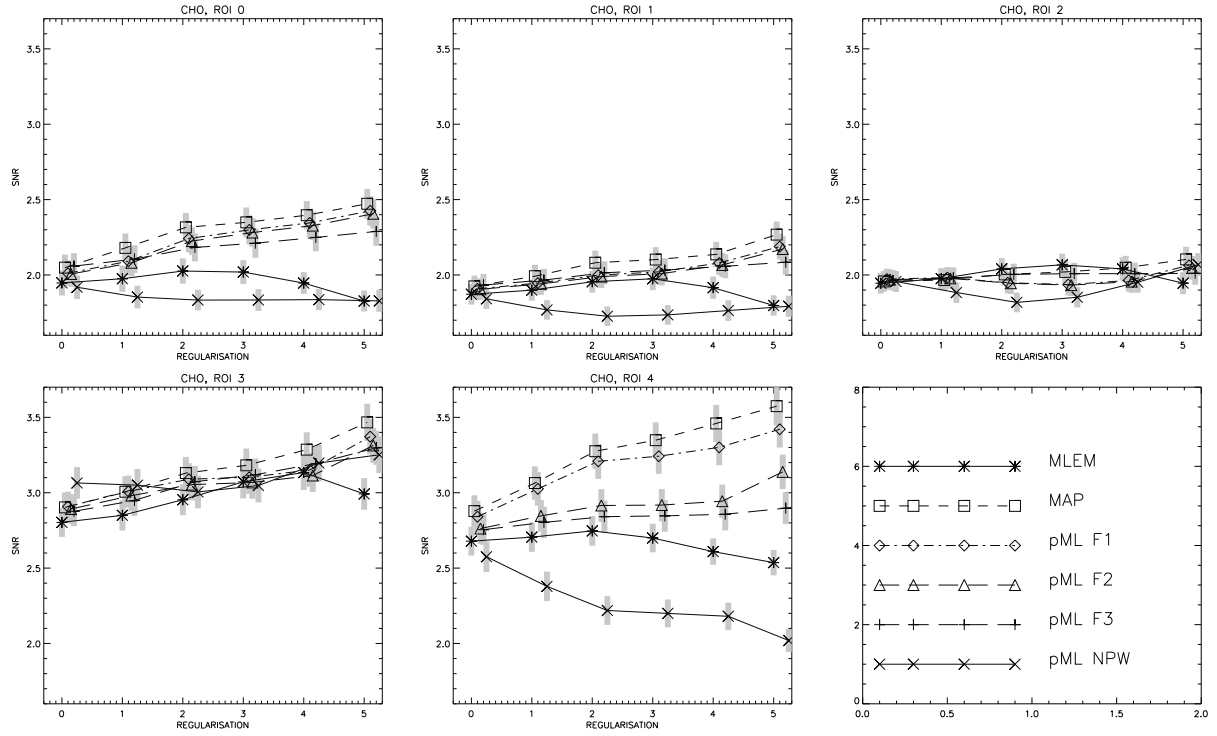 CHO, ROI 0
3.5
3.0
SNR
2.5
2.0
0 1 2 3 4 5
REGULARISATION
CHO, ROI 1
3.5
3.0
SNR
2.5
2.0
0 1 2 3 4 5
REGULARISATION
CHO, ROI 2
3.5
3.0
SNR
2.5
2.0
0 1 2 3 4 5
REGULARISATION
CHO, ROI 3
3.5
3.0
SNR
2.5
2.0
0 1 2 3 4 5
REGULARISATION
CHO, ROI 4
3.5
3.0
SNR
2.5
2.0
0 1 2 3 4 5
REGULARISATION
8
6
4
2
0
0.0 0.5 1.0 1.5 2.0
MLEM
MAP
pML F1
pML F2
pML F3
pML NPW